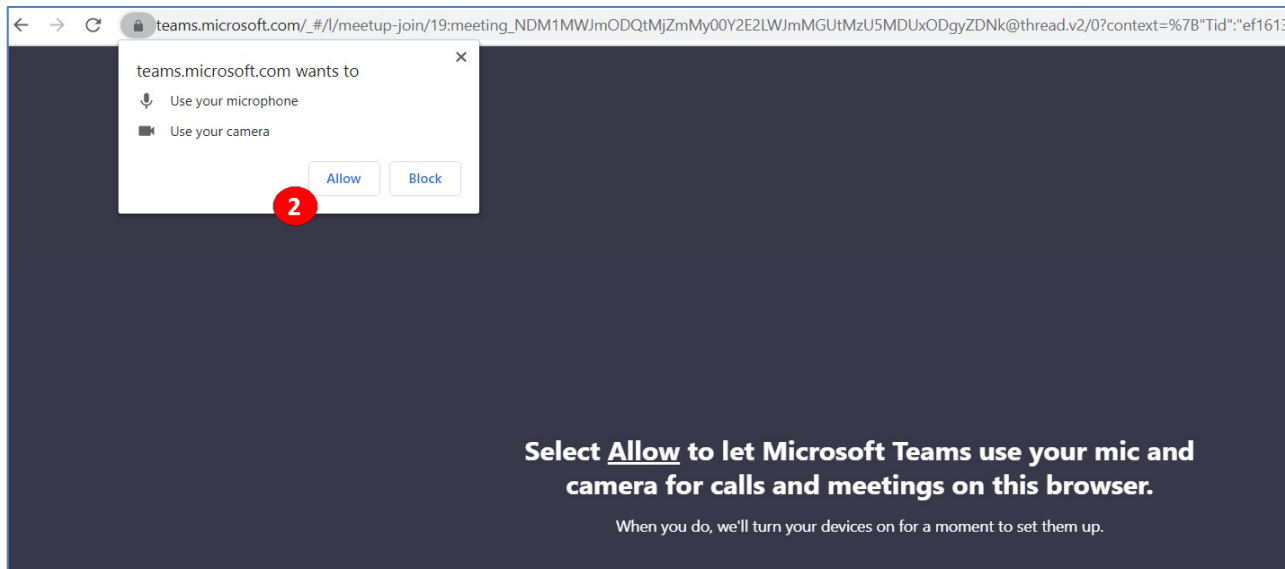 teams.microsoft.com/_#/l/meetup-join/19:meeting_NDM1MWJmODQtMjZmMy00Y2E2LWJmMGUtMzU5MDUxODgyZDNk@thread.v2/0?context=%7B"Tid":"ef1613
teams.microsoft.com wants to
Use your microphone
Use your camera
Allow Block
2
Select Allow to let Microsoft Teams use your mic and
camera for calls and meetings on this browser.
When you do, we'll turn your devices on for a moment to set them up.